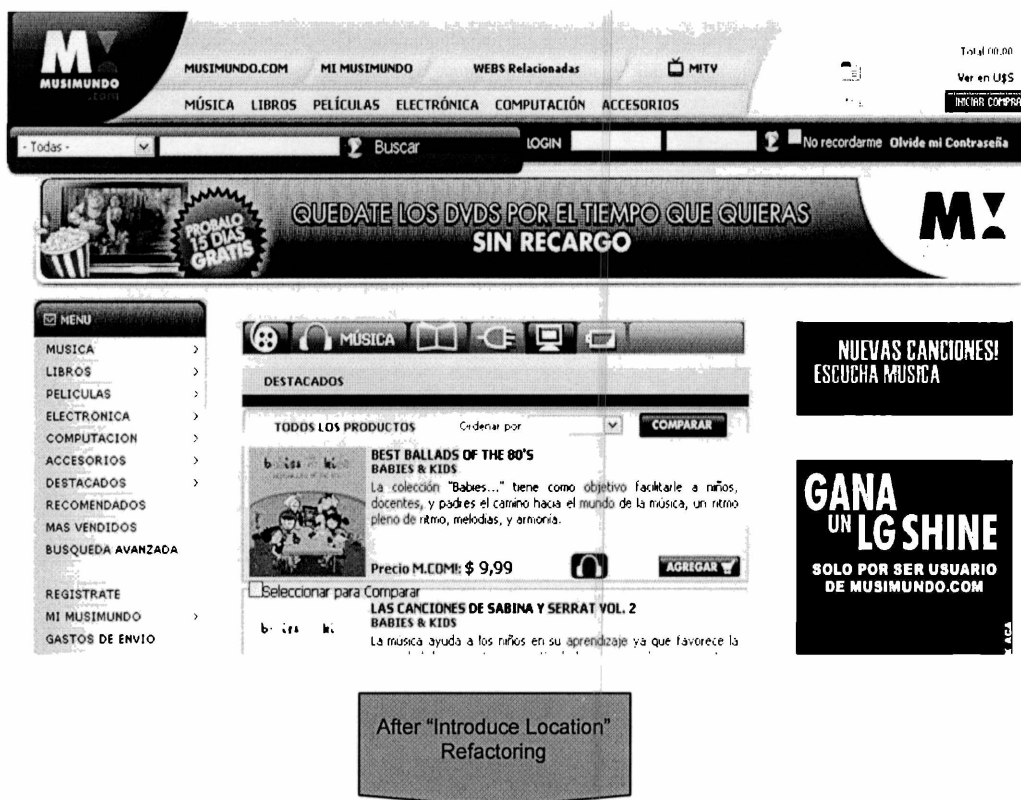 M
MUSIMUNDO
.com
MUSIMUNDO.COM MI MUSIMUNDO WEBS Relacionadas MITV
Total 00,00
Ver en U$S
INICIAR COMPRA
MÚSICA LIBROS PELÍCULAS ELECTRÓNICA COMPUTACIÓN ACCESORIOS
- Todas - Buscar LOGIN No recordarme Olvide mi Contraseña
PROBALO
15 DIAS
GRATIS
QUEDATE LOS DVDS POR EL TIEMPO QUE QUIERAS
SIN RECARGO
M
MENU
MUSICA
LIBROS
PELICULAS
ELECTRONICA
COMPUTACION
ACCESORIOS
DESTACADOS
RECOMENDADOS
MAS VENDIDOS
BUSQUEDA AVANZADA
REGISTRATE
MI MUSIMUNDO
GASTOS DE ENVIO
MÚSICA
DESTACADOS
TODOS LOS PRODUCTOS Ordenar por COMPARAR
BEST BALLADS OF THE 80'S
BABIES & KIDS
La colección "Babies..." tiene como objetivo facilitarle a niños,
docentes, y padres el camino hacia el mundo de la música, un ritmo
pleno de ritmo, melodias, y armonía.
Precio M.COM!: $ 9,99 AGREGAR
Seleccionar para Comparar
LAS CANCIONES DE SABINA Y SERRAT VOL. 2
BABIES & KIDS
La música ayuda a los niños en su aprendizaje ya que favorece la
NUEVAS CANCIONES!
ESCUCHA MUSICA
GANA
UN LG SHINE
SOLO POR SER USUARIO
DE MUSIMUNDO.COM
ACA
After "Introduce Location"
Refactoring